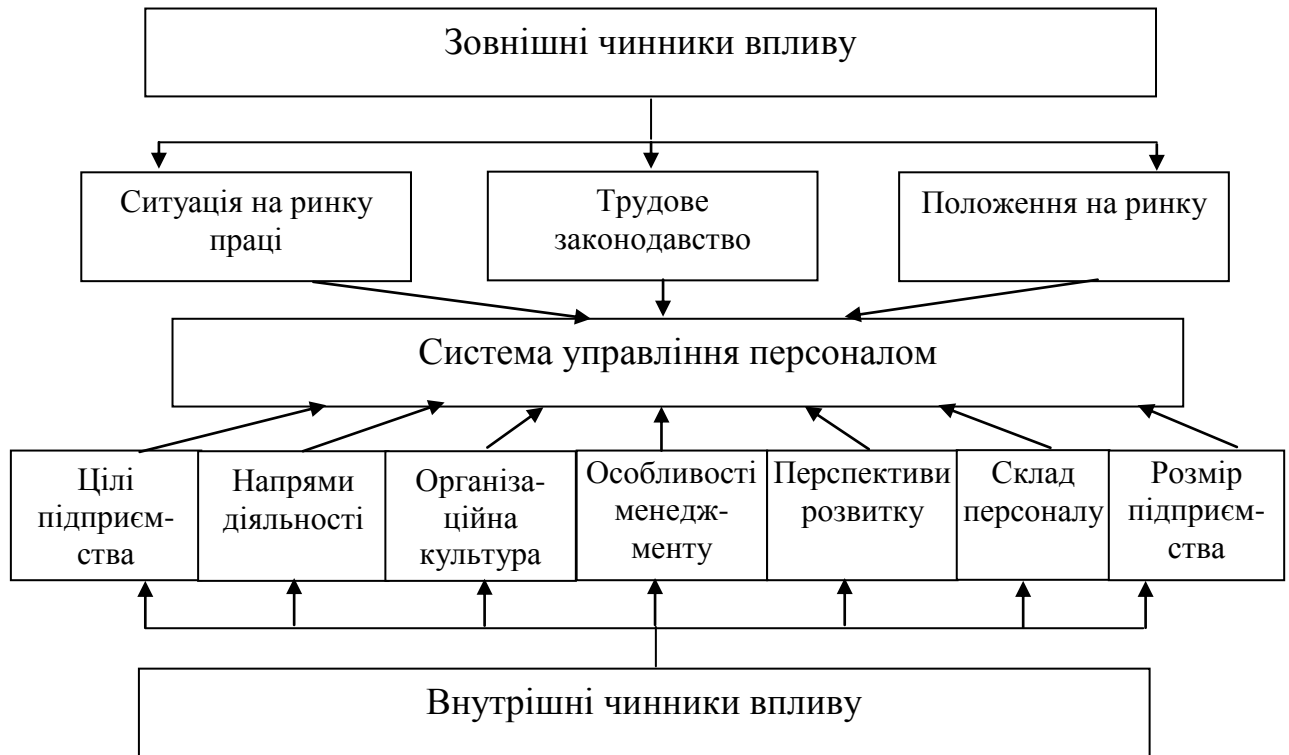 Зовнішні чинники впливу
Ситуація на ринку
праці
Трудове
законодавство
Положення на ринку
Система управління персоналом
Цілі
підприєм-
ства
Напрями
діяльності
Організа-
ційна
культура
Особливості
менедж-
менту
Перспективи
розвитку
Склад
персоналу
Розмір
підприєм-
ства
Внутрішні чинники впливу